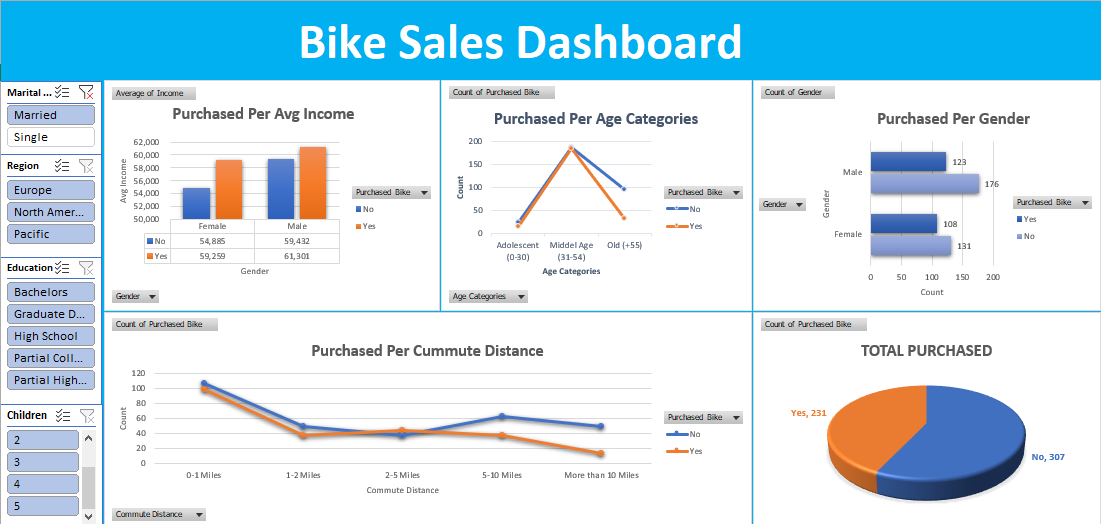 Bike Sales Dashboard
Marital ...
Married
Single
Region
Europe
North Amer...
Pacific
Education
Bachelors
Graduate D...
High School
Partial Coll...
Partial High...
Children
2
3
4
5
Average of Income
Purchased Per Avg Income
Avg Income
62,000
60,000
58,000
56,000
54,000
52,000
50,000
Female Male
No 54,885 59,432
Yes 59,259 61,301
Gender
Purchased Bike
No
Yes
Gender
Count of Purchased Bike
Purchased Per Age Categories
Count
200
150
100
50
0
Adolescent (0-30)
Middel Age (31-54)
Old (+55)
Age Categories
Purchased Bike
No
Yes
Age Categories
Count of Gender
Purchased Per Gender
Gender
Gender
Male
123
176
Female
108
131
0 50 100 150 200
Count
Purchased Bike
Yes
No
Count of Purchased Bike
Purchased Per Cummute Distance
Count
120
100
80
60
40
20
0
0-1 Miles 1-2 Miles 2-5 Miles 5-10 Miles More than 10 Miles
Commute Distance
Purchased Bike
No
Yes
Commute Distance
Count of Purchased Bike
TOTAL PURCHASED
Yes, 231
No, 307